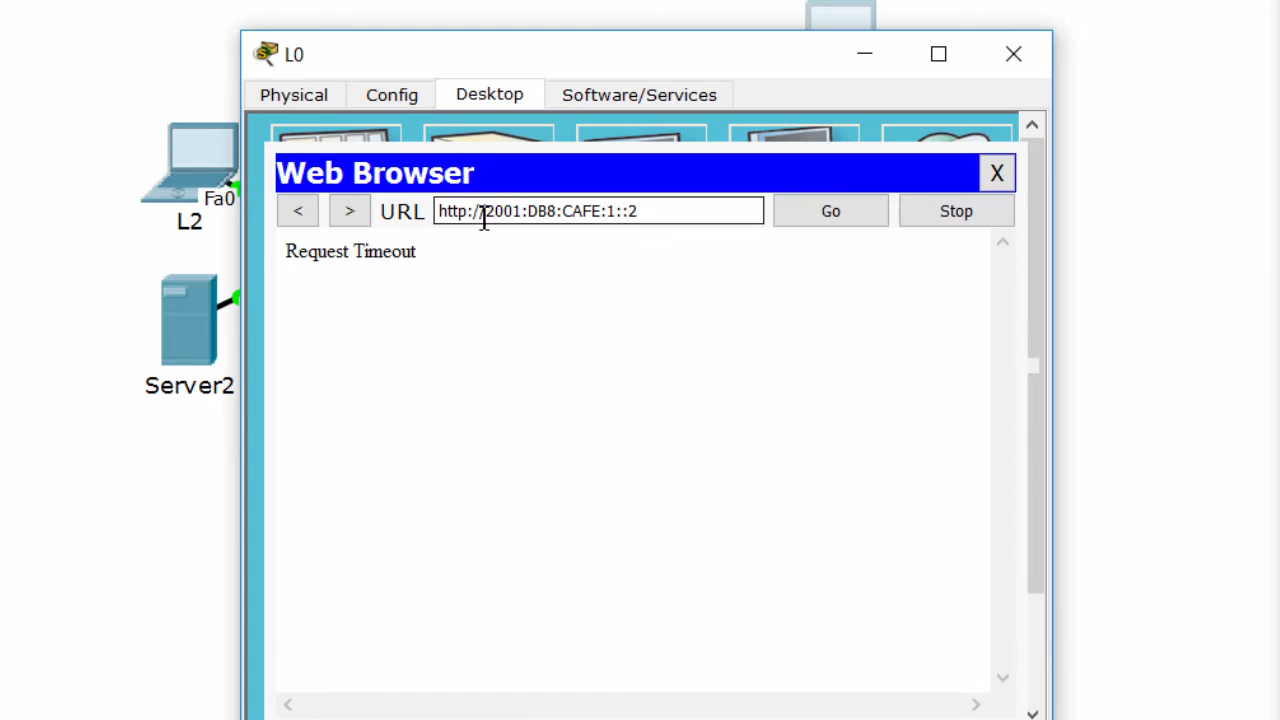 L0
Physical
Config
Desktop
Software/Services
Web Browser
X
<
>
URL
http://2001:DB8:CAFE:1::2
Go
Stop
Request Timeout
Fa0
L2
Server2